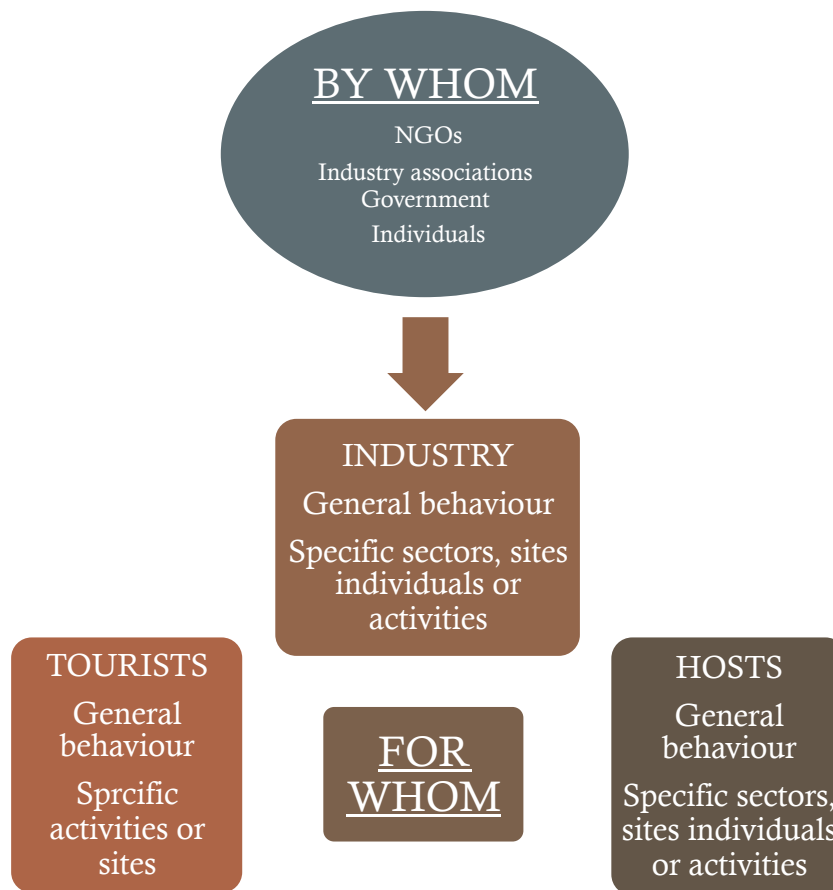 BY WHOM
NGOs
Industry associations
Government
Individuals
INDUSTRY
General behaviour
Specific sectors, sites
individuals or
activities
TOURISTS
General
behaviour
Sprcific
activities or
sites
FOR
WHOM
HOSTS
General
behaviour
Specific sectors,
sites individuals
or activities